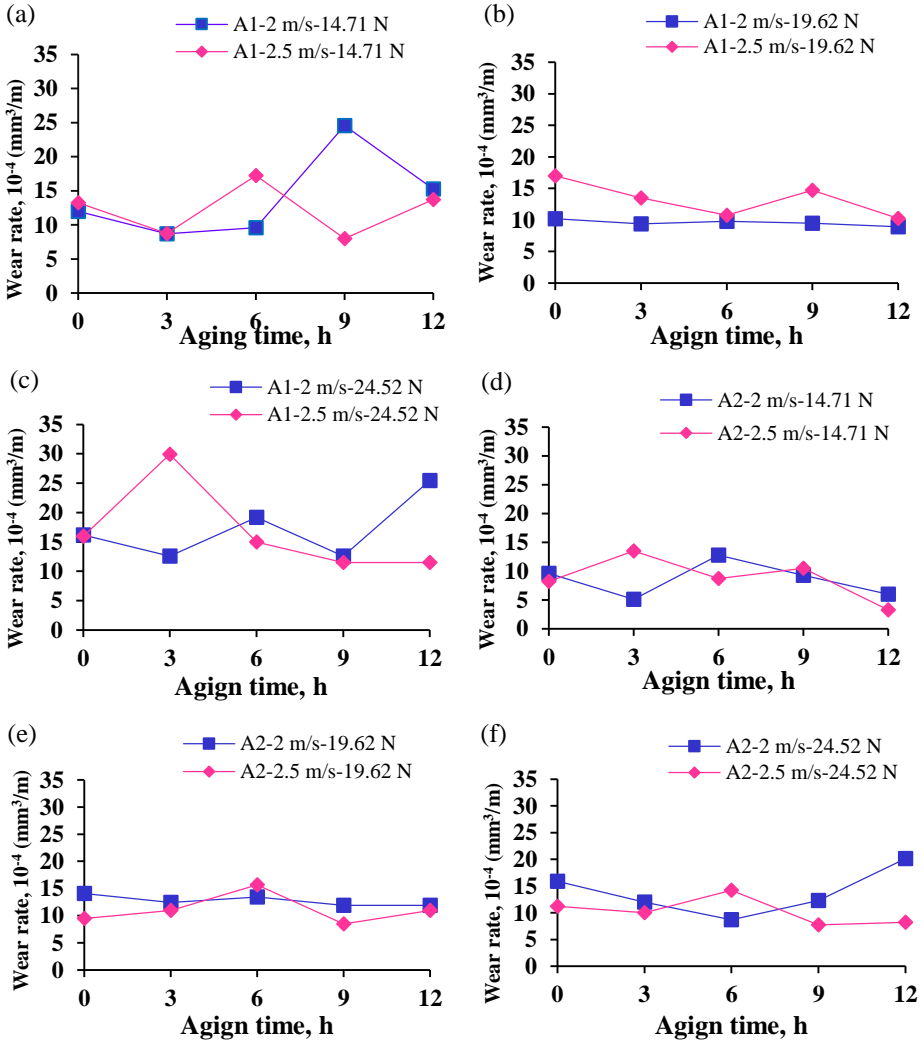 (a)
A1-2 m/s-14.71 N
A1-2.5 m/s-14.71 N
Wear rate, 10⁻⁴ (mm³/m)
35
30
25
20
15
10
5
0
0 3 6 9 12
Aging time, h
(b)
A1-2 m/s-19.62 N
A1-2.5 m/s-19.62 N
Wear rate, 10⁻⁴ (mm³/m)
35
30
25
20
15
10
5
0
0 3 6 9 12
Agign time, h
(c)
A1-2 m/s-24.52 N
A1-2.5 m/s-24.52 N
Wear rate, 10⁻⁴ (mm³/m)
35
30
25
20
15
10
5
0
0 3 6 9 12
Agign time, h
(d)
A2-2 m/s-14.71 N
A2-2.5 m/s-14.71 N
Wear rate, 10⁻⁴ (mm³/m)
35
30
25
20
15
10
5
0
0 3 6 9 12
Agign time, h
(e)
A2-2 m/s-19.62 N
A2-2.5 m/s-19.62 N
Wear rate, 10⁻⁴ (mm³/m)
35
30
25
20
15
10
5
0
0 3 6 9 12
Agign time, h
(f)
A2-2 m/s-24.52 N
A2-2.5 m/s-24.52 N
Wear rate, 10⁻⁴ (mm³/m)
35
30
25
20
15
10
5
0
0 3 6 9 12
Agign time, h